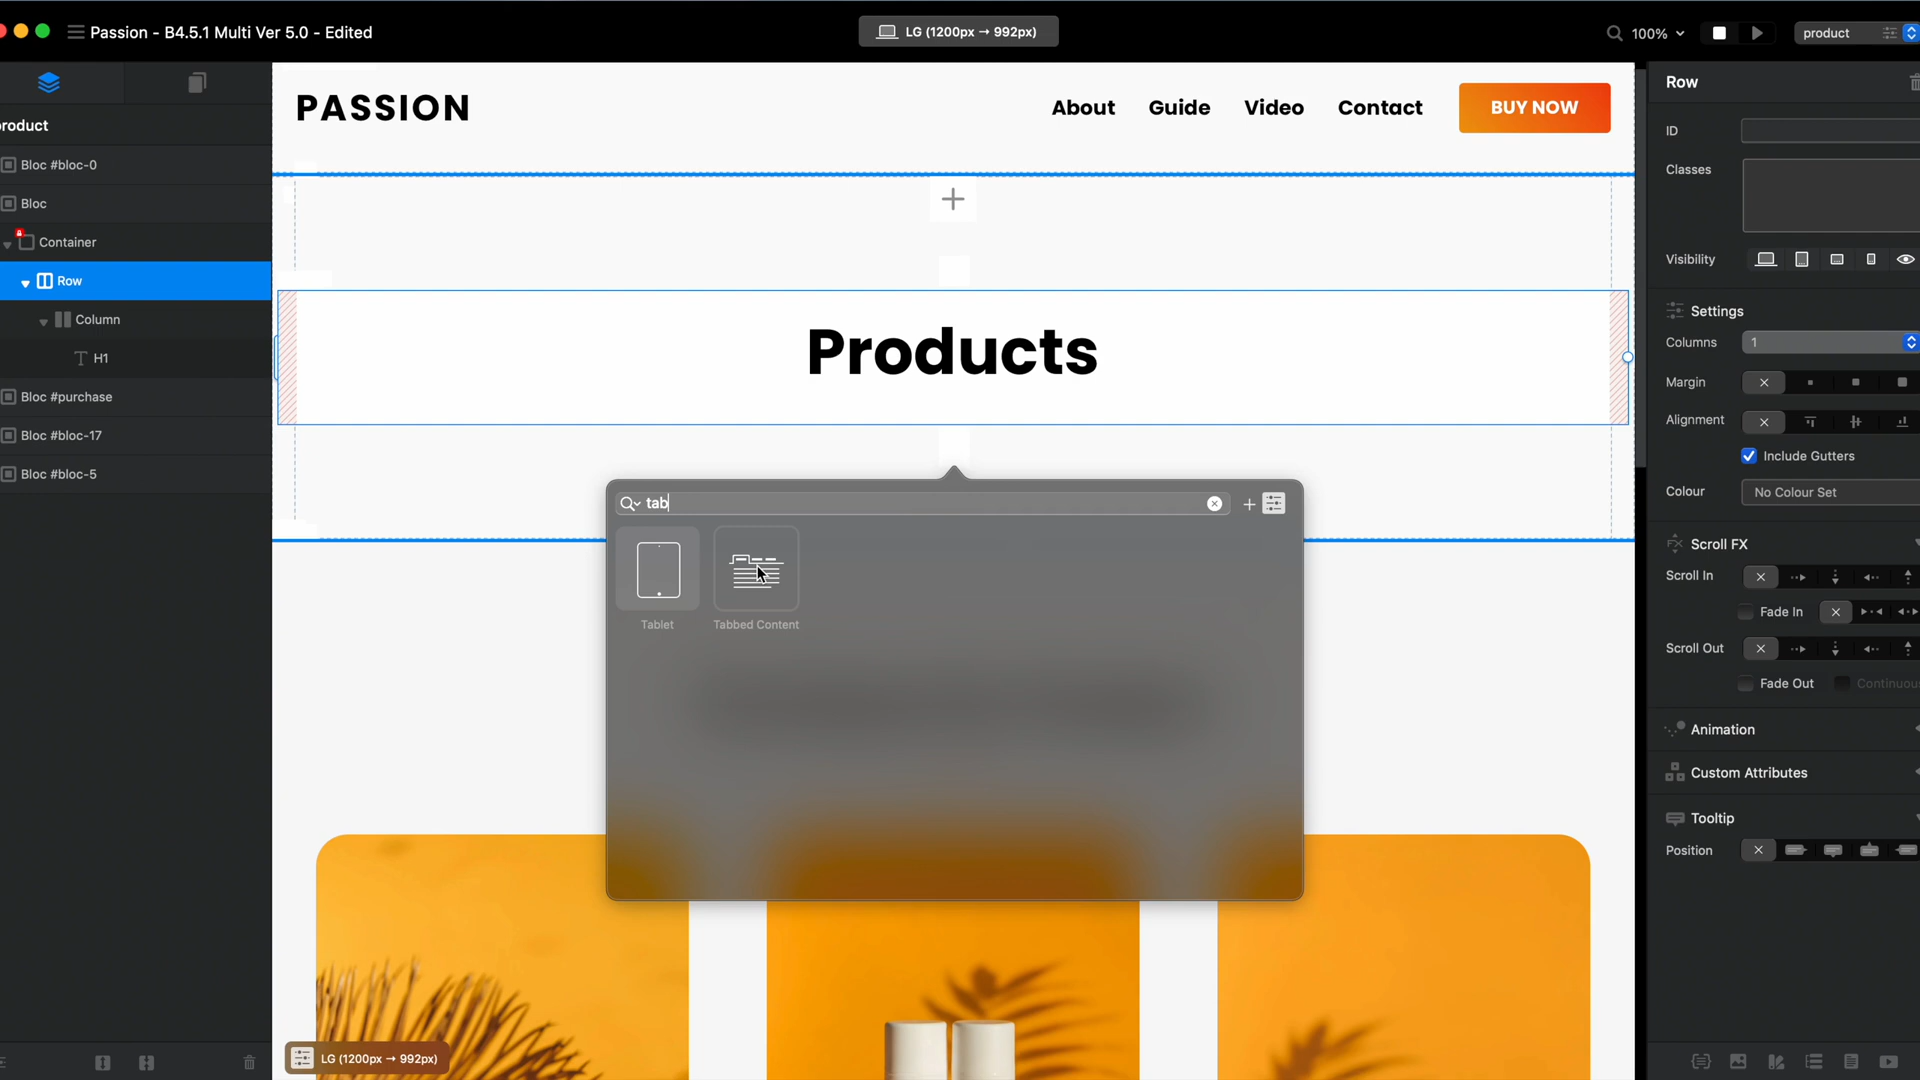 Passion - B4.5.1 Multi Ver 5.0 - Edited
LG (1200px → 992px)
100%
product
product
Bloc #bloc-0
Bloc
Container
Row
Column
H1
Bloc #purchase
Bloc #bloc-17
Bloc #bloc-5
PASSION
About
Guide
Video
Contact
BUY NOW
Products
tab
Tablet
Tabbed Content
LG (1200px → 992px)
Row
ID
Classes
Visibility
Settings
Columns
1
Margin
Alignment
Include Gutters
Colour
No Colour Set
Scroll FX
Scroll In
Fade In
Scroll Out
Fade Out
Continuous
Animation
Custom Attributes
Tooltip
Position